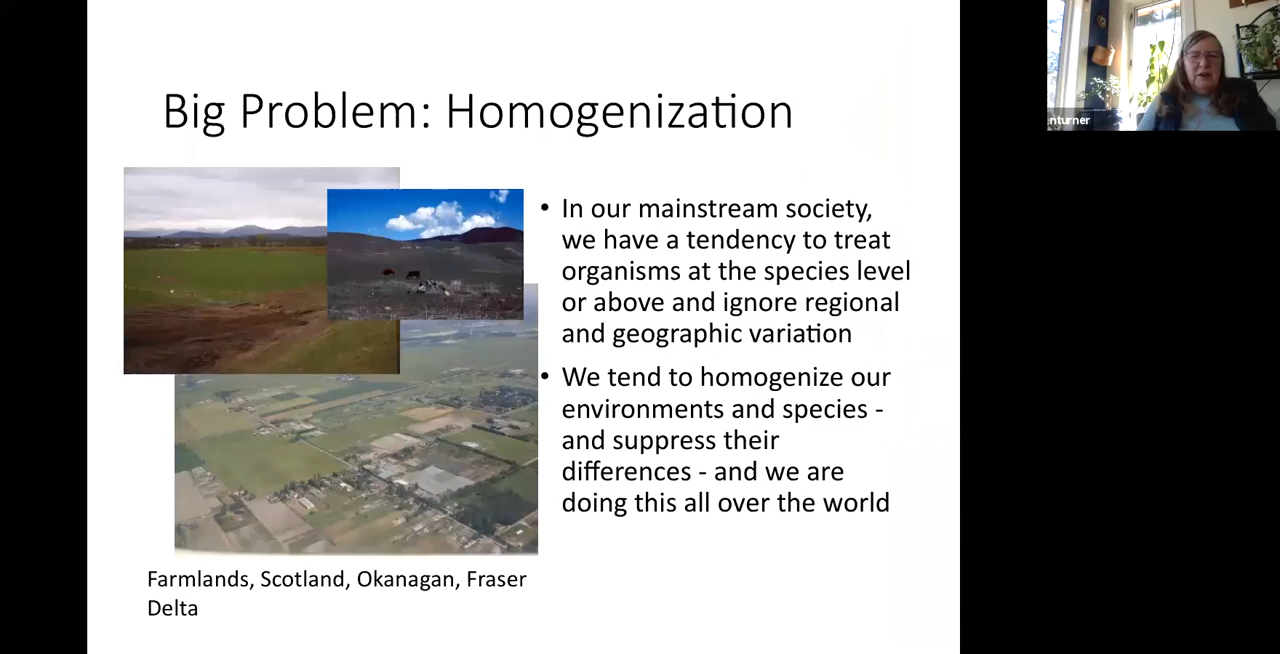 Big Problem: Homogenization
• In our mainstream society,
we have a tendency to treat
organisms at the species level
or above and ignore regional
and geographic variation
• We tend to homogenize our
environments and species -
and suppress their
differences - and we are
doing this all over the world
Farmlands, Scotland, Okanagan, Fraser
Delta
nturner